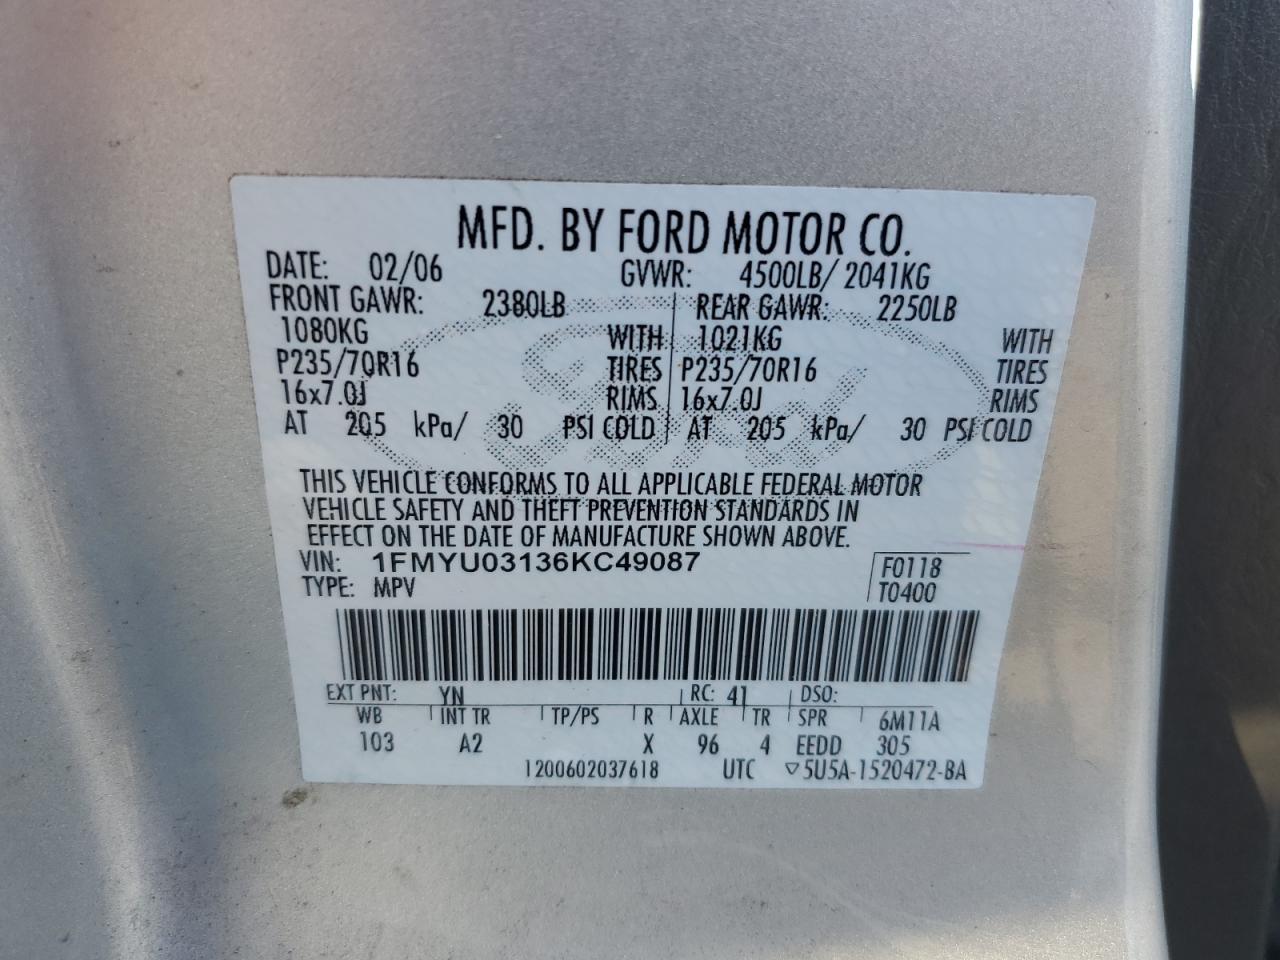 MFD. BY FORD MOTOR CO.
DATE: 02/06 GVWR: 4500LB/ 2041KG
FRONT GAWR: 2380LB REAR GAWR: 2250LB
1080KG WITH 1021KG WITH
P235/70R16 TIRES P235/70R16 TIRES
16x7.0J RIMS 16x7.0J RIMS
AT 205 kPa/ 30 PSI COLD AT 205 kPa/ 30 PSI COLD
THIS VEHICLE CONFORMS TO ALL APPLICABLE FEDERAL MOTOR
VEHICLE SAFETY AND THEFT PREVENTION STANDARDS IN
EFFECT ON THE DATE OF MANUFACTURE SHOWN ABOVE.
VIN: 1FMYU03136KC49087 F0118
TYPE: MPV T0400
EXT PNT: YN RC: 41 DSO:
WB INT TR TP/PS R AXLE TR SPR 6M11A
103 A2 X 96 4 EEDD 305
1200602037618 UTC ▽5U5A-1520472-BA